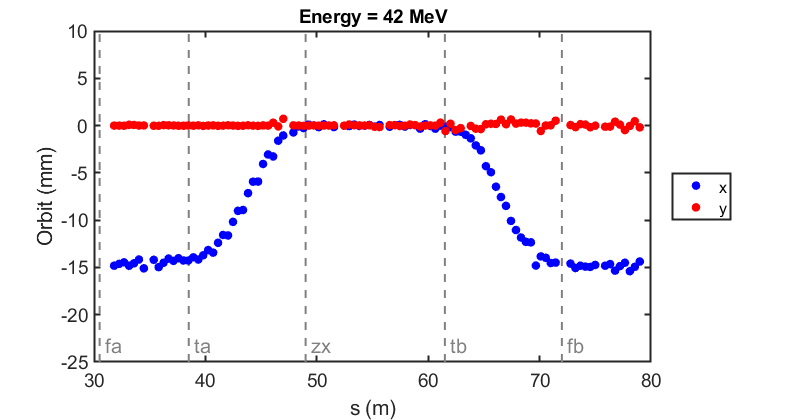 Energy = 42 MeV
10
5
0
-5
-10
-15
-20
-25
Orbit (mm)
fa ta zx tb fb
30 40 50 60 70 80
s (m)
x
y